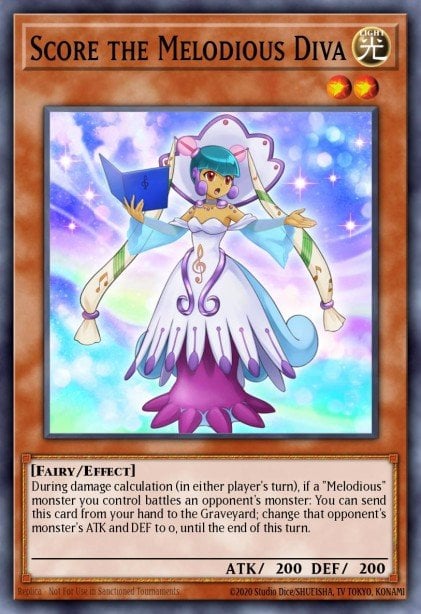 Score the Melodious Diva
LIGHT
光
[Fairy/Effect]
During damage calculation (in either player's turn), if a "Melodious"
monster you control battles an opponent's monster: You can send
this card from your hand to the Graveyard; change that opponent's
monster's ATK and DEF to 0, until the end of this turn.
ATK/ 200 DEF/ 200
Replica - Not For Use in Sanctioned Tournaments ©2020 Studio Dice/SHUEISHA, TV TOKYO, KONAMI